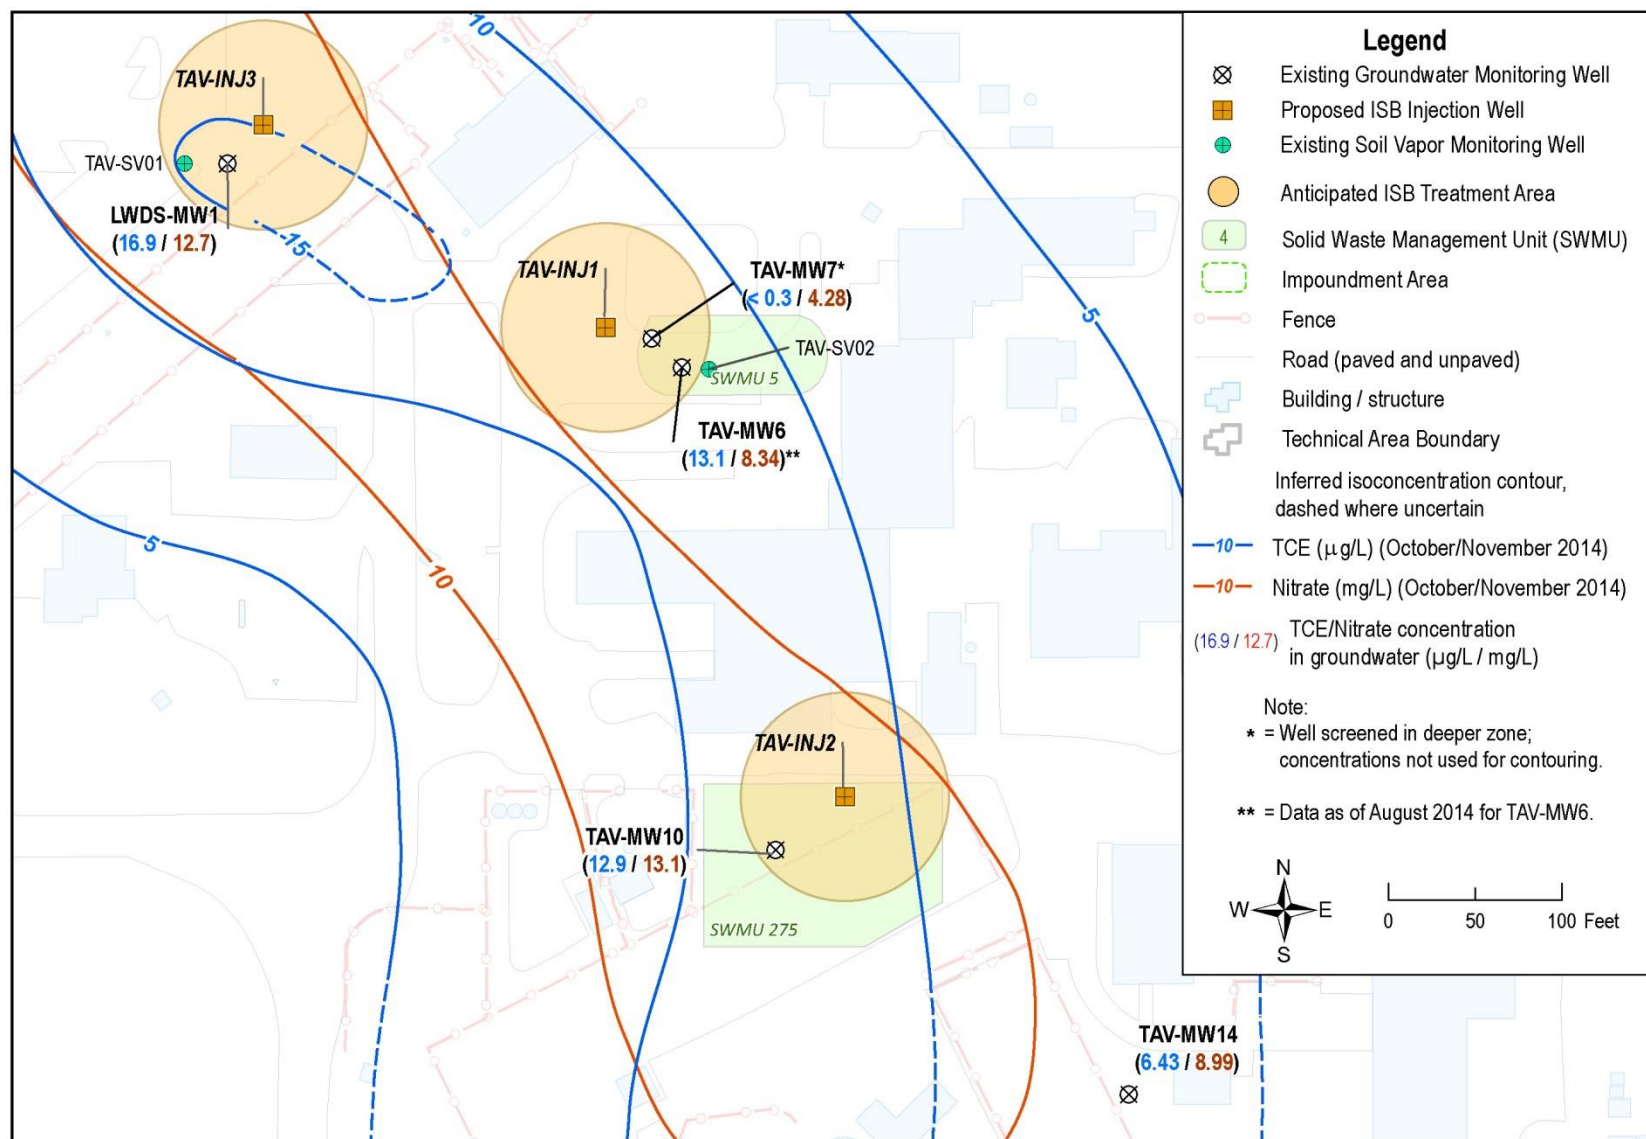 10
TAV-INJ3
TAV-SV01
LWDS-MW1
(16.9 / 12.7)
15
TAV-INJ1
TAV-MW7*
(< 0.3 / 4.28)
5
TAV-SV02
SWMU 5
TAV-MW6
(13.1 / 8.34)**
5
10
TAV-INJ2
TAV-MW10
(12.9 / 13.1)
SWMU 275
TAV-MW14
(6.43 / 8.99)
Legend
Existing Groundwater Monitoring Well
Proposed ISB Injection Well
Existing Soil Vapor Monitoring Well
Anticipated ISB Treatment Area
4 Solid Waste Management Unit (SWMU)
Impoundment Area
Fence
Road (paved and unpaved)
Building / structure
Technical Area Boundary
Inferred isoconcentration contour,
dashed where uncertain
10 TCE (µg/L) (October/November 2014)
10 Nitrate (mg/L) (October/November 2014)
(16.9 / 12.7) TCE/Nitrate concentration
in groundwater (µg/L / mg/L)
Note:
* = Well screened in deeper zone;
concentrations not used for contouring.
** = Data as of August 2014 for TAV-MW6.
N
W E
S
0 50 100 Feet